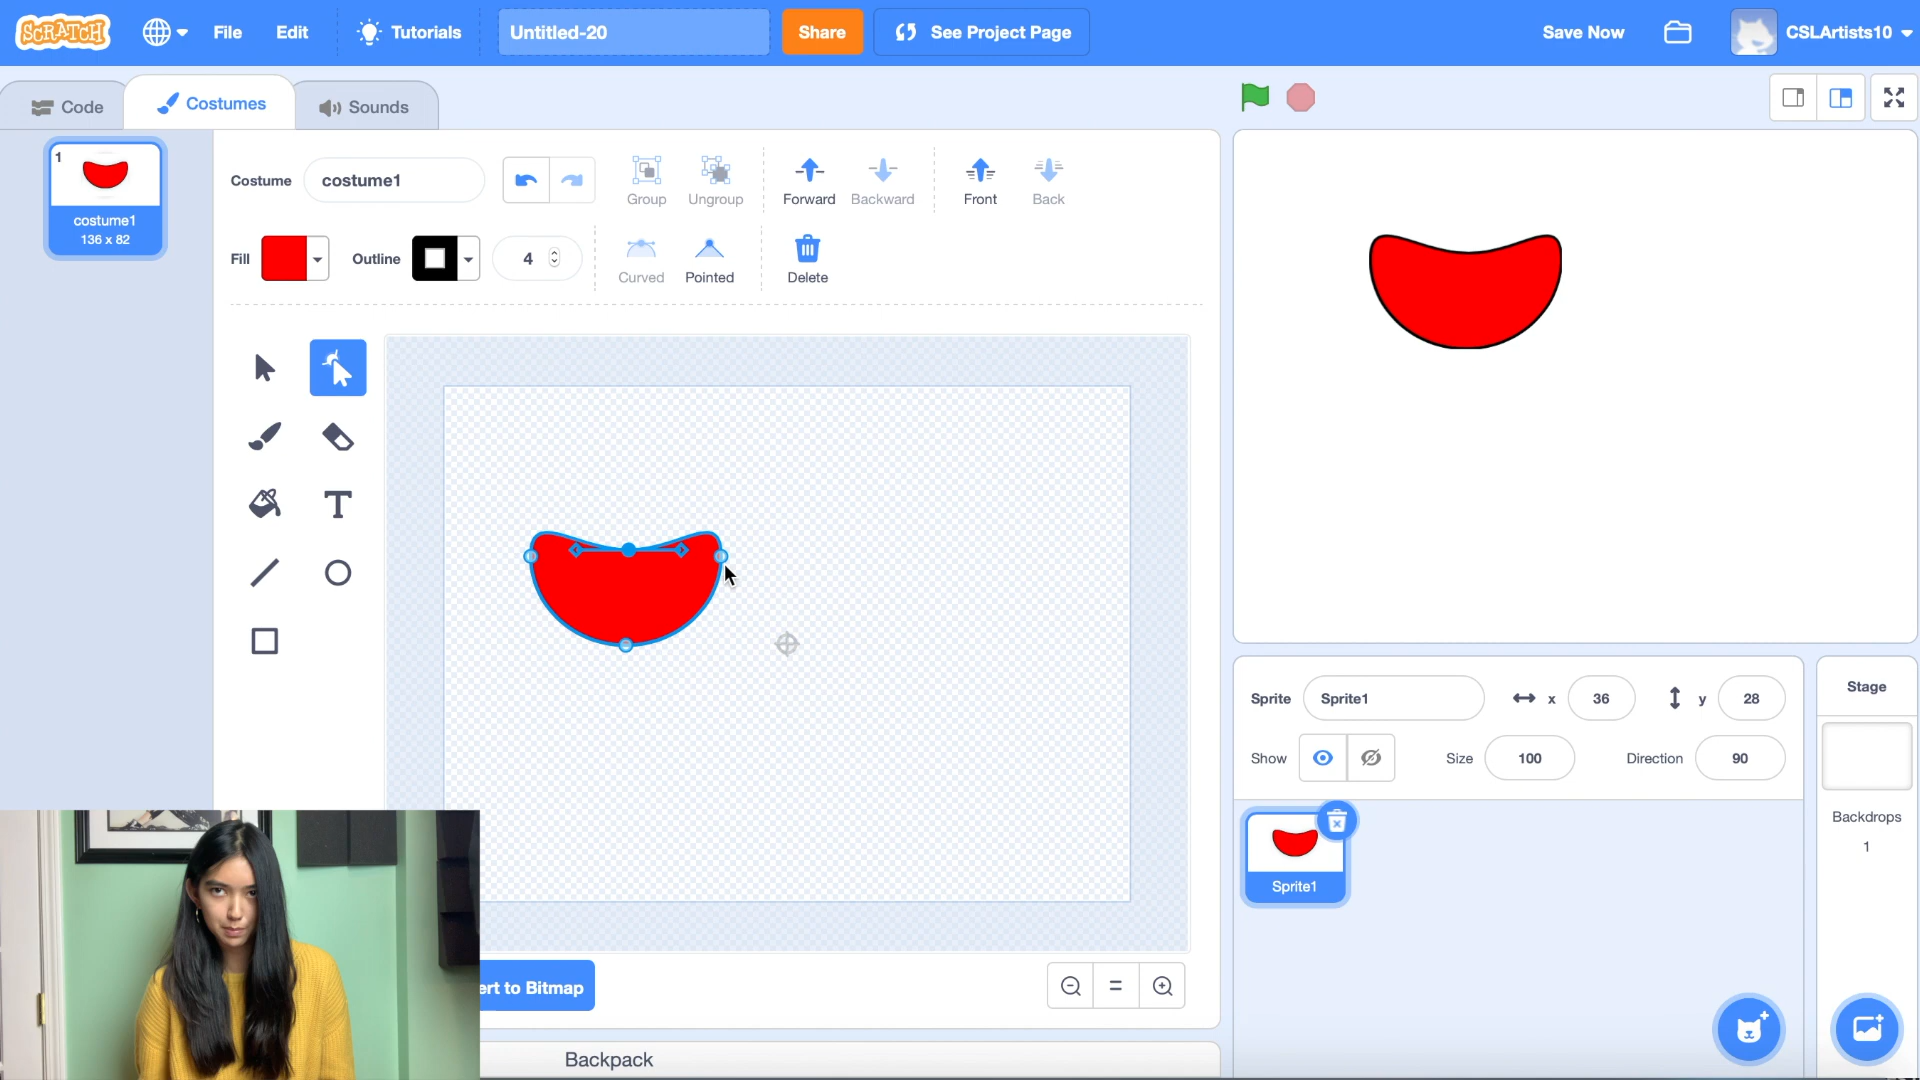 SCRATCH File Edit Tutorials Untitled-20 Share See Project Page Save Now CSLArtists10
Code Costumes Sounds
1
costume1
136 x 82
Costume costume1 Group Ungroup Forward Backward Front Back
Fill Outline 4 Curved Pointed Delete
ert to Bitmap
Backpack
Sprite Sprite1 x 36 y 28
Show Size 100 Direction 90
Sprite1
Stage
Backdrops
1